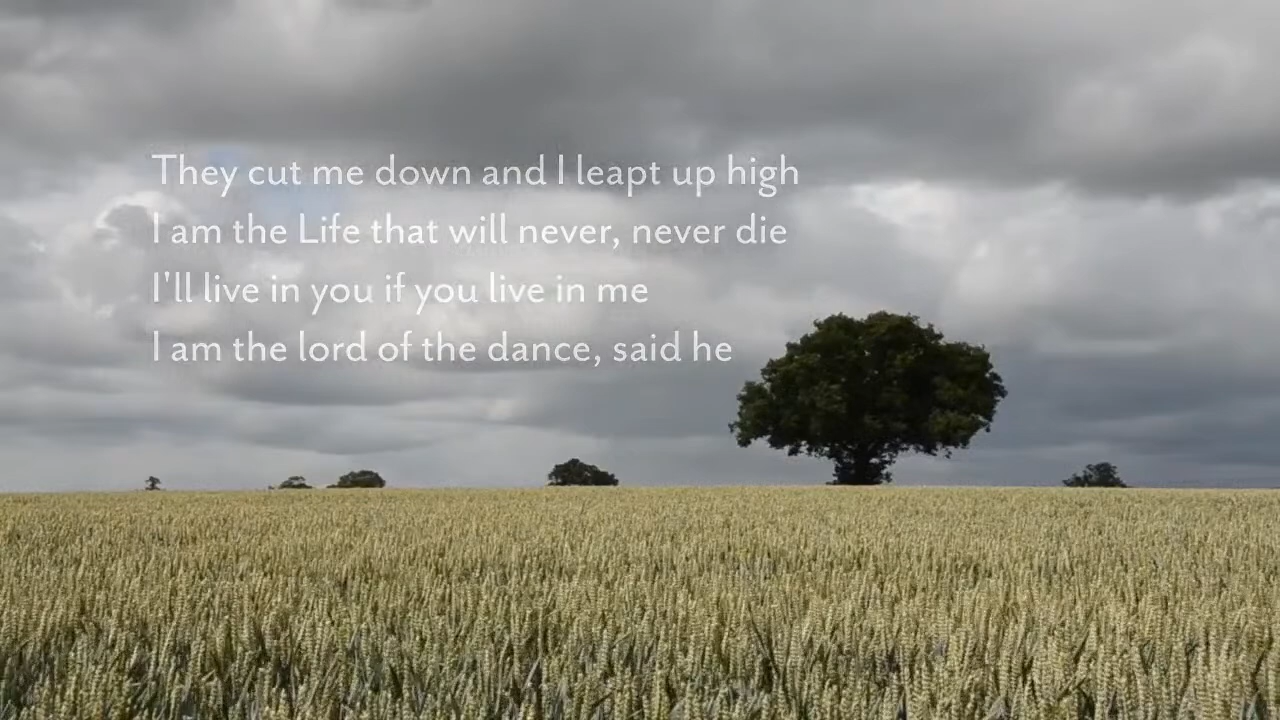 They cut me down and I leapt up high
I am the Life that will never, never die
I'll live in you if you live in me
I am the lord of the dance, said he